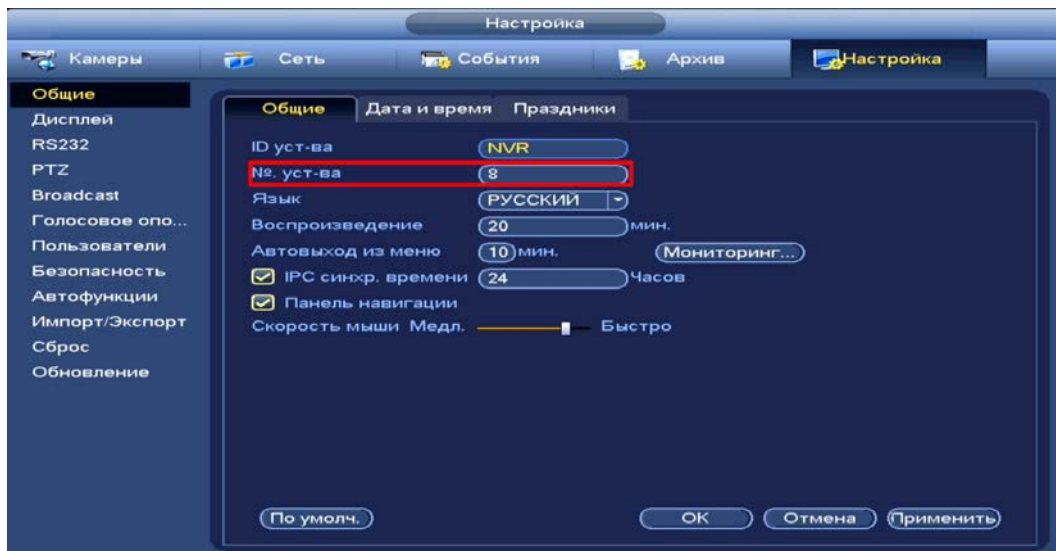 Настройка
Камеры Сеть События Архив Настройка
Общие
Дисплей
RS232
PTZ
Broadcast
Голосовое опо...
Пользователи
Безопасность
Автофункции
Импорт/Экспорт
Сброс
Обновление
Общие Дата и время Праздники
ID уст-ва NVR
№. уст-ва 8
Язык РУССКИЙ
Воспроизведение 20 мин.
Автовыход из меню 10 мин. Мониторинг...
IPC синхр. времени 24 Часов
Панель навигации
Скорость мыши Медл. Быстро
По умолч. OK Отмена Применить